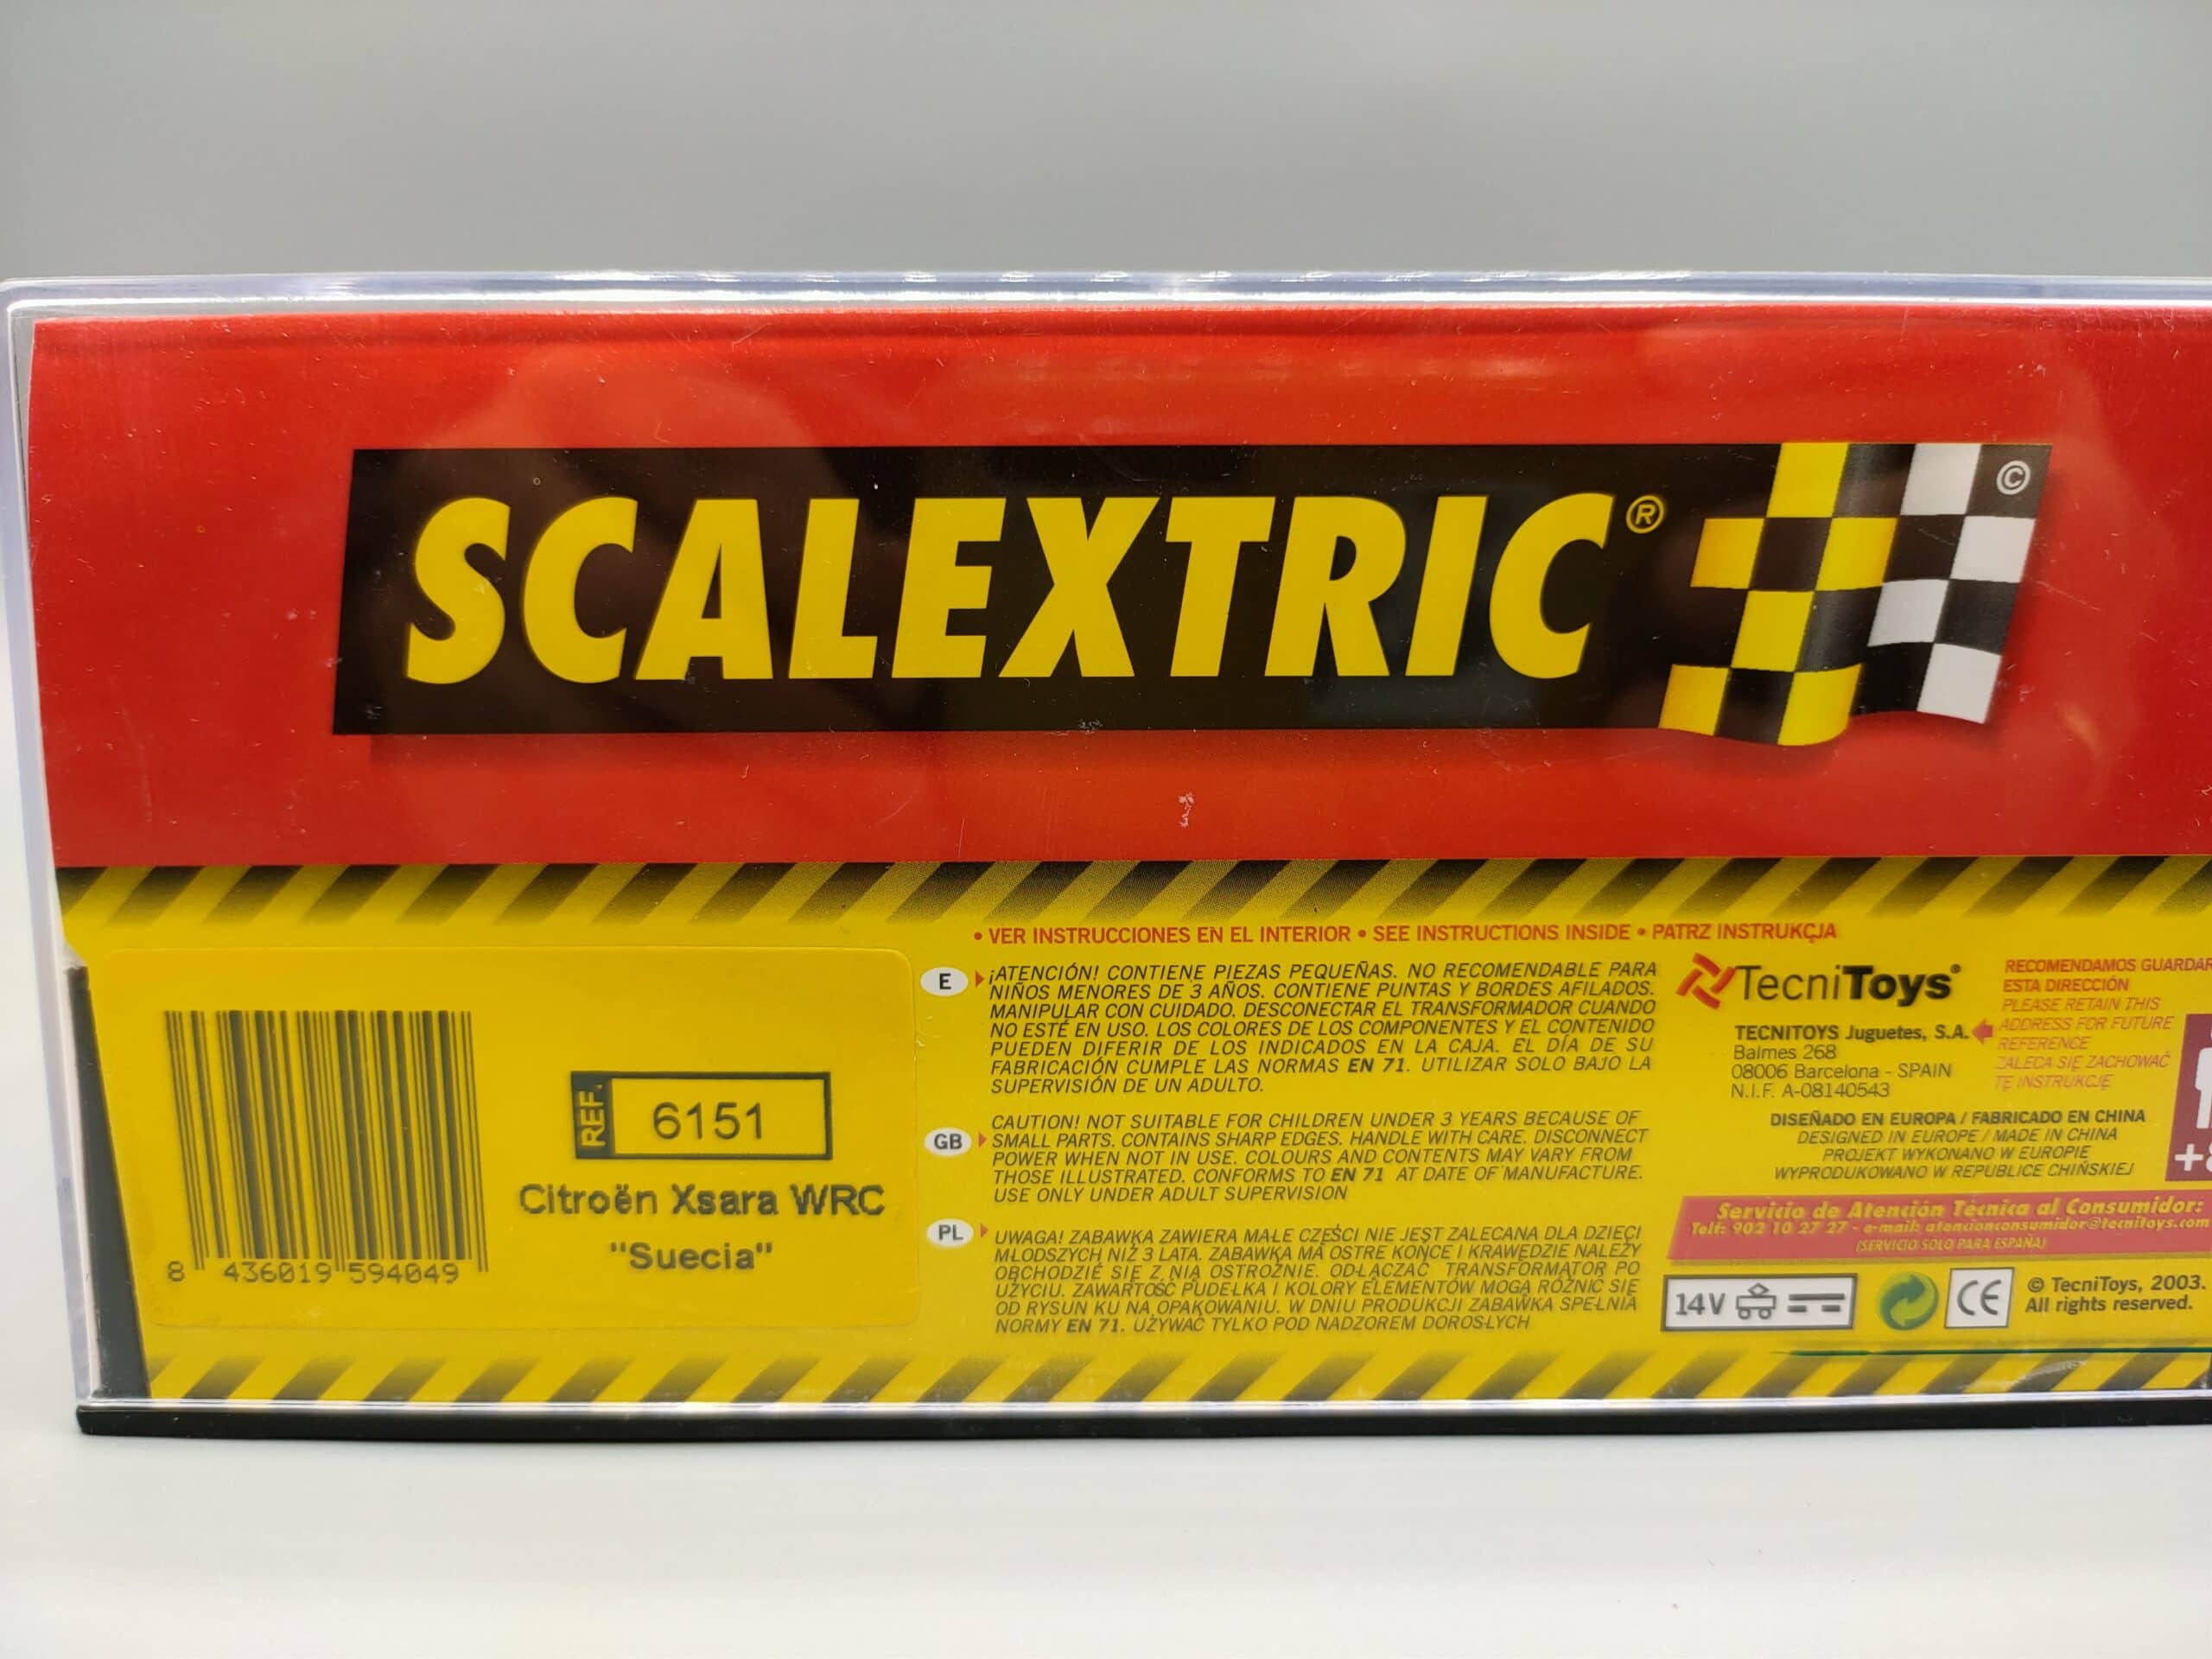 SCALEXTRIC® ©
• VER INSTRUCCIONES EN EL INTERIOR • SEE INSTRUCTIONS INSIDE • PATRZ INSTRUKCJA
8 436019 594049
REF. 6151
Citroën Xsara WRC
"Suecia"
E
¡ATENCIÓN! CONTIENE PIEZAS PEQUEÑAS. NO RECOMENDABLE PARA
NIÑOS MENORES DE 3 AÑOS. CONTIENE PUNTAS Y BORDES AFILADOS.
MANIPULAR CON CUIDADO. DESCONECTAR EL TRANSFORMADOR CUANDO
NO ESTÉ EN USO. LOS COLORES DE LOS COMPONENTES Y EL CONTENIDO
PUEDEN DIFERIR DE LOS INDICADOS EN LA CAJA. EL DÍA DE SU
FABRICACIÓN CUMPLE LAS NORMAS EN 71. UTILIZAR SOLO BAJO LA
SUPERVISIÓN DE UN ADULTO.
GB
CAUTION! NOT SUITABLE FOR CHILDREN UNDER 3 YEARS BECAUSE OF
SMALL PARTS. CONTAINS SHARP EDGES. HANDLE WITH CARE. DISCONNECT
POWER WHEN NOT IN USE. COLOURS AND CONTENTS MAY VARY FROM
THOSE ILLUSTRATED. CONFORMS TO EN 71 AT DATE OF MANUFACTURE.
USE ONLY UNDER ADULT SUPERVISION
PL
UWAGA! ZABAWKA ZAWIERA MAŁE CZĘŚCI NIE JEST ZALECANA DLA DZIECI
MŁODSZYCH NIŻ 3 LATA. ZABAWKA MA OSTRE KOŃCE I KRAWĘDZIE NALEŻY
OBCHODZIĆ SIĘ Z NIĄ OSTROŻNIE. ODŁĄCZAĆ TRANSFORMATOR PO
UŻYCIU. ZAWARTOŚĆ PUDEŁKA I KOLORY ELEMENTÓW MOGĄ RÓŻNIĆ SIĘ
OD RYSUN KU NA OPAKOWANIU. W DNIU PRODUKCJI ZABAWKA SPEŁNIA
NORMY EN 71. UŻYWAĆ TYLKO POD NADZOREM DOROSŁYCH
TecniToys®
TECNITOYS Juguetes, S.A.
Balmes 268
08006 Barcelona - SPAIN
N.I.F. A-08140543
RECOMENDAMOS GUARDAR
ESTA DIRECCIÓN
PLEASE RETAIN THIS
ADDRESS FOR FUTURE
REFERENCE
ZALECA SIĘ ZACHOWAĆ
TĘ INSTRUKCJĘ
DISEÑADO EN EUROPA / FABRICADO EN CHINA
DESIGNED IN EUROPE / MADE IN CHINA
PROJEKT WYKONANO W EUROPIE
WYPRODUKOWANO W REPUBLICE CHIŃSKIEJ
Servicio de Atención Técnica al Consumidor:
Telf: 902 10 27 27 - e-mail: atencionconsumidor@tecnitoys.com
(SERVICIO SOLO PARA ESPAÑA)
14V
CE
© TecniToys, 2003.
All rights reserved.